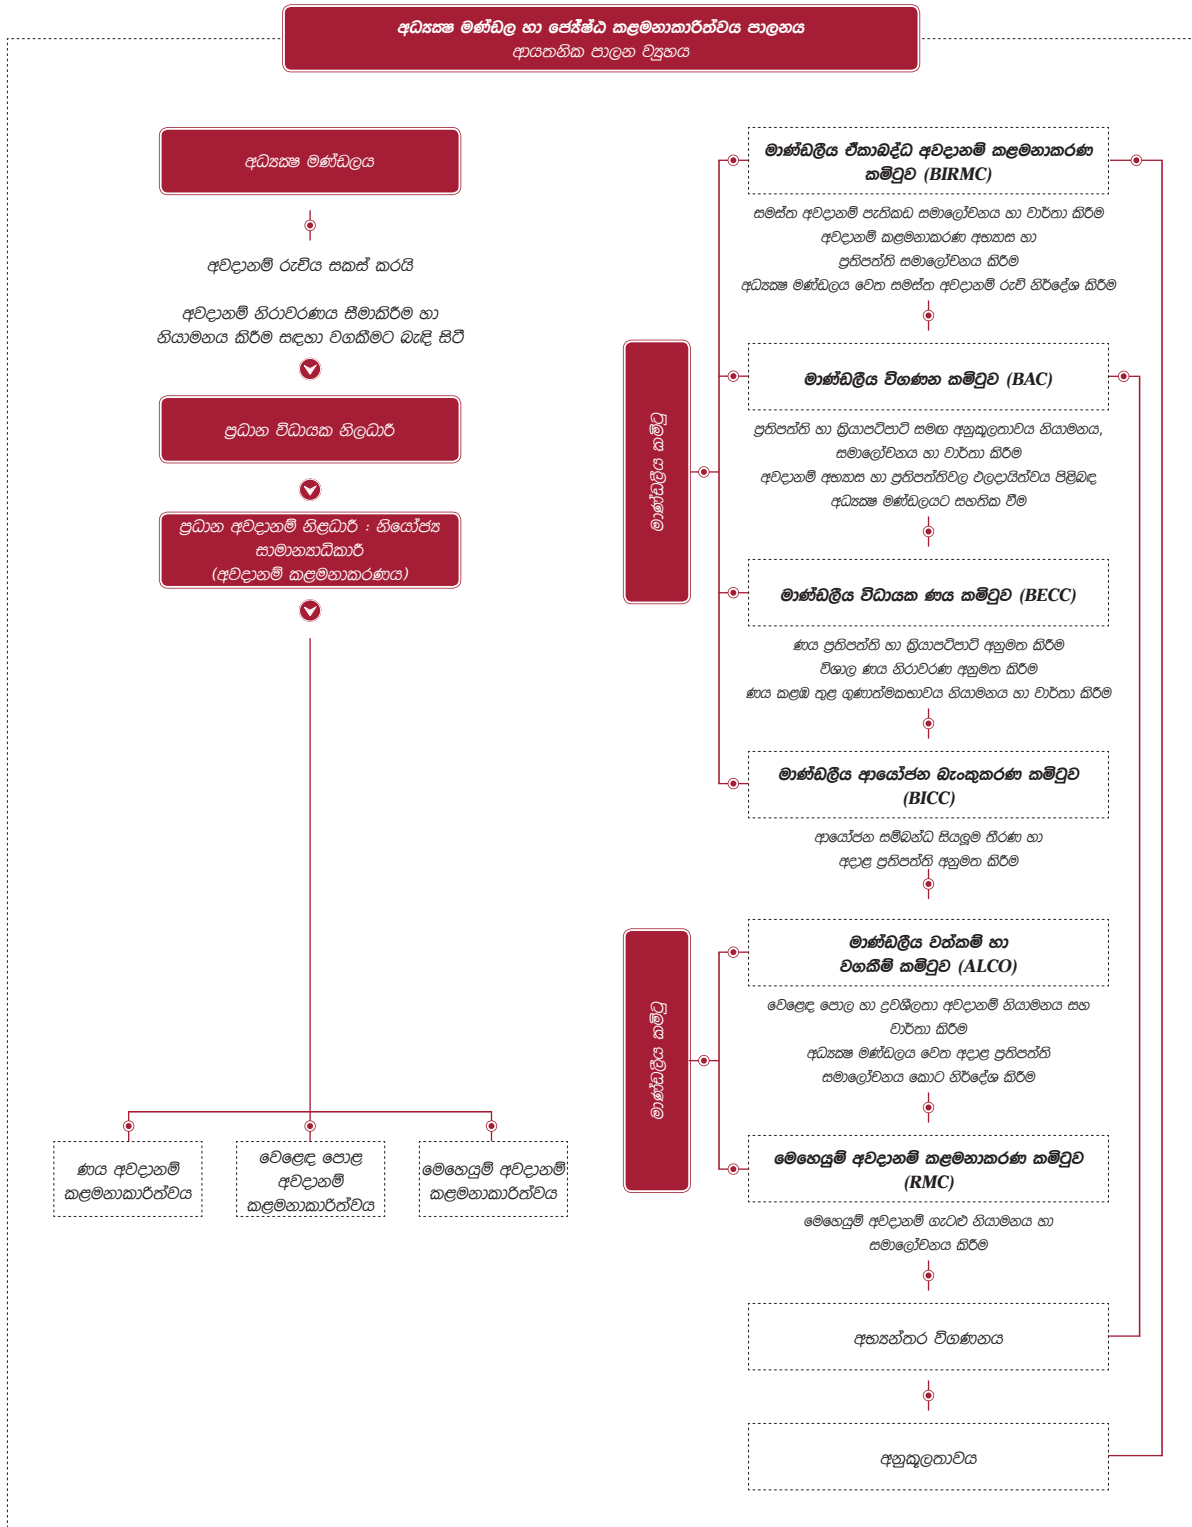 අධ්‍යක්ෂ මණ්ඩල හා ජ්‍යේෂ්ඨ කළමනාකාරිත්වය පාලනය
ආයතනික පාලන ව්‍යුහය
අධ්‍යක්ෂ මණ්ඩලය
අවදානම් රුචිය සකස් කරයි
අවදානම් නිරාවරණය සීමාකිරීම හා
නියාමනය කිරීම සඳහා වගකීමට බැඳි සිටී
ප්‍රධාන විධායක නිලධාරී
ප්‍රධාන අවදානම් නිළධාරී : නියෝජ්‍ය
සාමාන්‍යාධිකාරී
(අවදානම් කළමනාකරණය)
ණය අවදානම්
කළමනාකාරිත්වය
වෙළෙඳ පොළ
අවදානම්
කළමනාකාරිත්වය
මෙහෙයුම් අවදානම්
කළමනාකාරිත්වය
මාණ්ඩලීය කමිටු
මාණ්ඩලීය ඒකාබද්ධ අවදානම් කළමනාකරණ
කමිටුව (BIRMC)
සමස්ත අවදානම් පැතිකඩ සමාලෝචනය හා වාර්තා කිරීම
අවදානම් කළමනාකරණ අභ්‍යාස හා
ප්‍රතිපත්ති සමාලෝචනය කිරීම
අධ්‍යක්ෂ මණ්ඩලය වෙත සමස්ත අවදානම් රුචි නිර්දේශ කිරීම
මාණ්ඩලීය විගණන කමිටුව (BAC)
ප්‍රතිපත්ති හා ක්‍රියාපටිපාටි සමඟ අනුකූලතාවය නියාමනය,
සමාලෝචනය හා වාර්තා කිරීම
අවදානම් අභ්‍යාස හා ප්‍රතිපත්තිවල ඵලදායිත්වය පිළිබඳ
අධ්‍යක්ෂ මණ්ඩලයට සහතික වීම
මාණ්ඩලීය විධායක ණය කමිටුව (BECC)
ණය ප්‍රතිපත්ති හා ක්‍රියාපටිපාටි අනුමත කිරීම
විශාල ණය නිරාවරණ අනුමත කිරීම
ණය කළඹ තුළ ගුණාත්මකභාවය නියාමනය හා වාර්තා කිරීම
මාණ්ඩලීය ආයෝජන බැංකුකරණ කමිටුව
(BICC)
ආයෝජන සම්බන්ධ සියලූම තීරණ හා
අදාළ ප්‍රතිපත්ති අනුමත කිරීම
මාණ්ඩලීය කමිටු
මාණ්ඩලීය වත්කම් හා
වගකීම් කමිටුව (ALCO)
වෙළෙඳ පොල හා ද්‍රවශීලතා අවදානම් නියාමනය සහ
වාර්තා කිරීම
අධ්‍යක්ෂ මණ්ඩලය වෙත අදාළ ප්‍රතිපත්ති
සමාලෝචනය කොට නිර්දේශ කිරීම
මෙහෙයුම් අවදානම් කළමනාකරණ කමිටුව
(RMC)
මෙහෙයුම් අවදානම් ගැටළු නියාමනය හා
සමාලෝචනය කිරීම
අභ්‍යන්තර විගණනය
අනුකූලතාවය